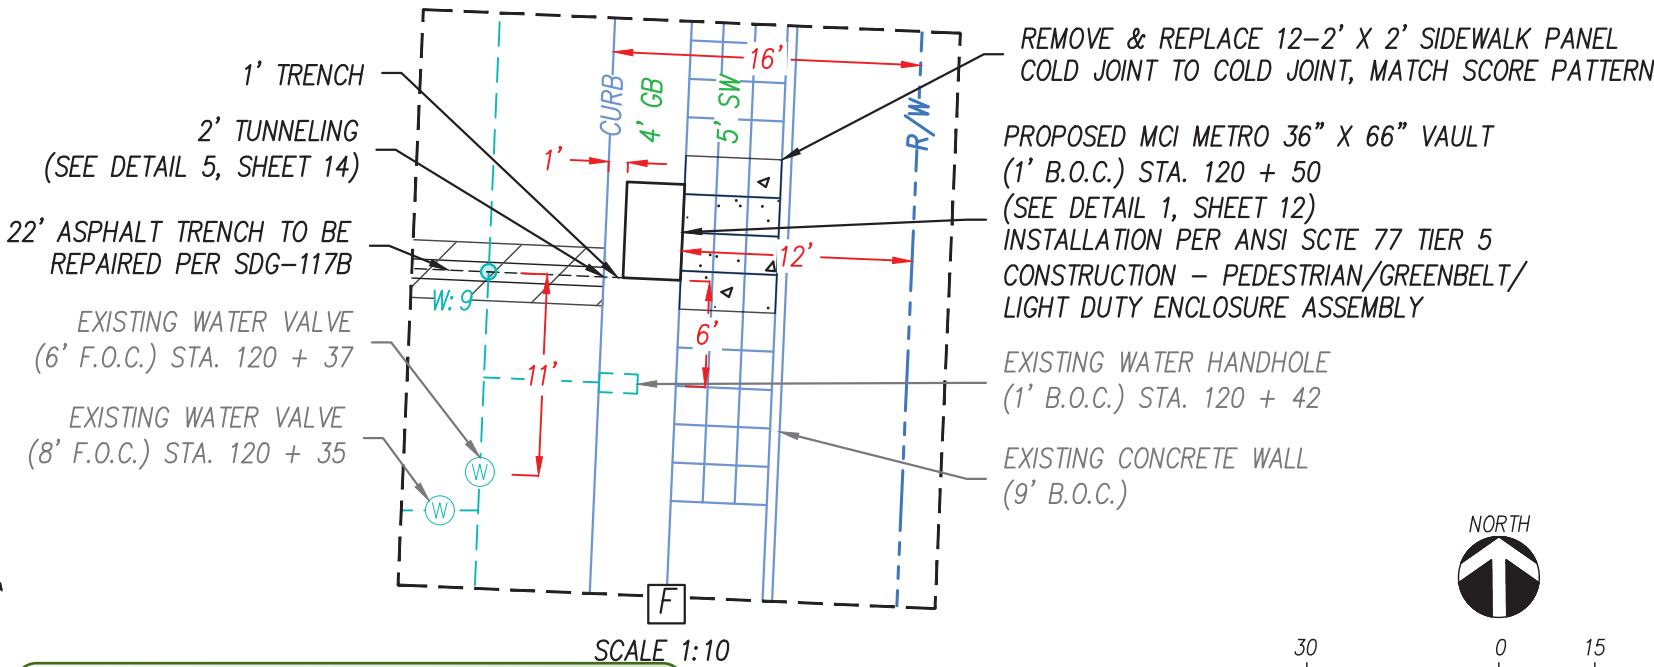 1' TRENCH
2' TUNNELING
(SEE DETAIL 5, SHEET 14)
22' ASPHALT TRENCH TO BE
REPAIRED PER SDG-117B
EXISTING WATER VALVE
(6' F.O.C.) STA. 120 + 37
EXISTING WATER VALVE
(8' F.O.C.) STA. 120 + 35
CURB
4' GB
5' SW
R/W
16'
1'
12'
6'
11'
W: 9
W
W
F
SCALE 1:10
REMOVE & REPLACE 12-2' X 2' SIDEWALK PANEL
COLD JOINT TO COLD JOINT, MATCH SCORE PATTERN
PROPOSED MCI METRO 36" X 66" VAULT
(1' B.O.C.) STA. 120 + 50
(SEE DETAIL 1, SHEET 12)
INSTALLATION PER ANSI SCTE 77 TIER 5
CONSTRUCTION - PEDESTRIAN/GREENBELT/
LIGHT DUTY ENCLOSURE ASSEMBLY
EXISTING WATER HANDHOLE
(1' B.O.C.) STA. 120 + 42
EXISTING CONCRETE WALL
(9' B.O.C.)
NORTH
30 0 15